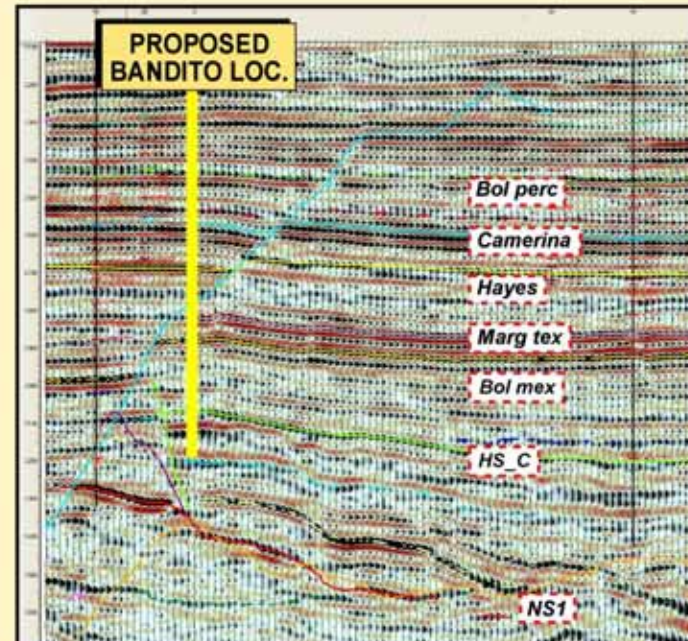 PROPOSED
BANDITO LOC.
Bol perc
Camerina
Hayes
Marg tex
Bol mex
HS_C
NS1